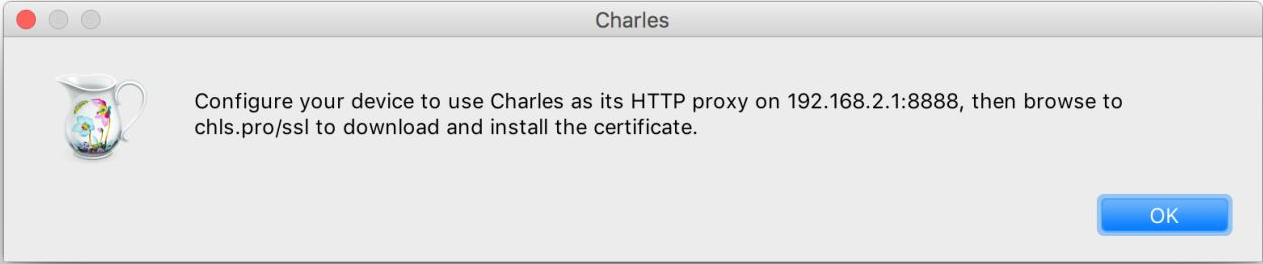 Charles
Configure your device to use Charles as its HTTP proxy on 192.168.2.1:8888, then browse to
chls.pro/ssl to download and install the certificate.
OK